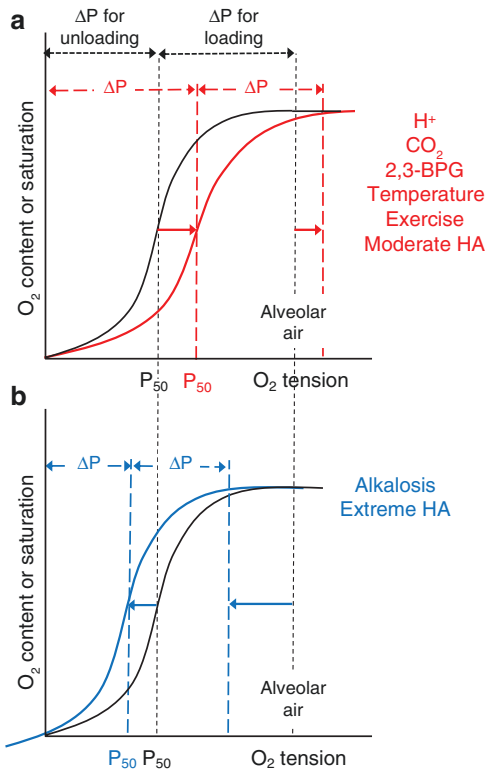 a
ΔP for
unloading
ΔP for
loading
ΔP
ΔP
O₂ content or saturation
H⁺
CO₂
2,3-BPG
Temperature
Exercise
Moderate HA
Alveolar
air
P₅₀
P₅₀
O₂ tension
b
ΔP
ΔP
O₂ content or saturation
Alkalosis
Extreme HA
Alveolar
air
P₅₀
P₅₀
O₂ tension